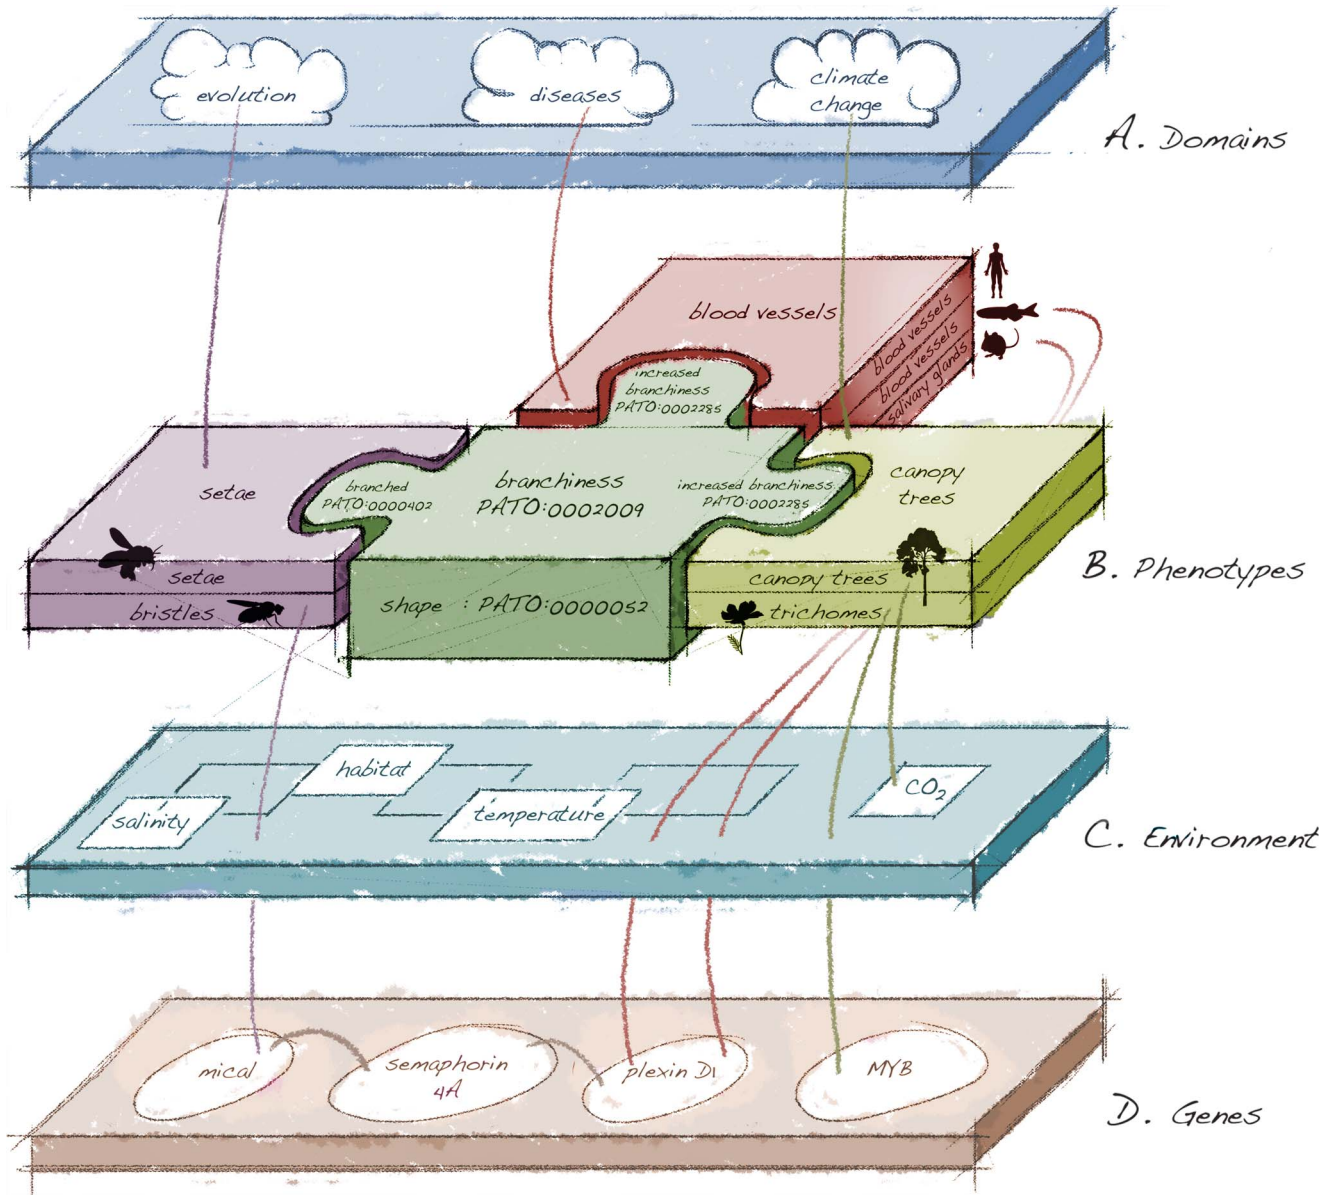 evolution
diseases
climate
change
A. Domains
blood vessels
blood vessels
blood vessels
salivary glands
increased
branchiness
PATO:0002285
setae
branched
PATO:0000402
branchiness
PATO:0002009
increased branchiness
PATO:0002285
canopy
trees
setae
bristles
shape : PATO:0000052
canopy trees
trichomes
B. Phenotypes
habitat
salinity
temperature
CO₂
C. Environment
mical
semaphorin
4A
plexin D1
MYB
D. Genes